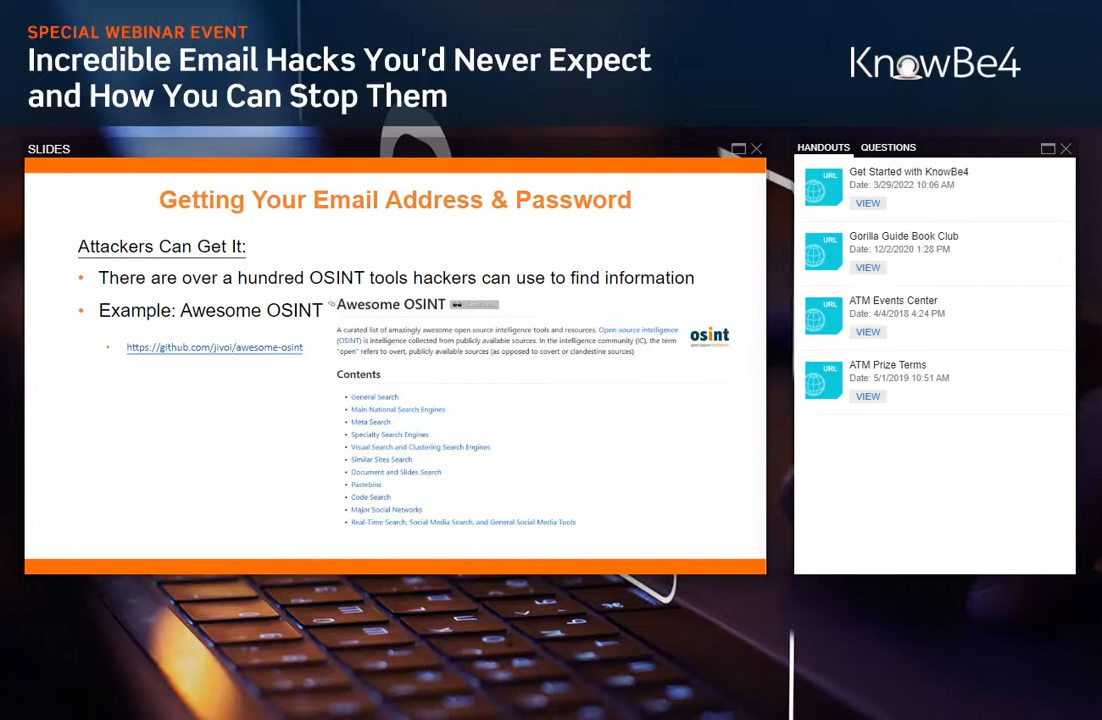 SPECIAL WEBINAR EVENT
Incredible Email Hacks You'd Never Expect
and How You Can Stop Them
KnowBe4
SLIDES
Getting Your Email Address & Password
Attackers Can Get It:
• There are over a hundred OSINT tools hackers can use to find information
• Example: Awesome OSINT
• https://github.com/jivoi/awesome-osint
Awesome OSINT
A curated list of amazingly awesome open source intelligence tools and resources. Open-source intelligence
(OSINT) is intelligence collected from publicly available sources. In the intelligence community (IC), the term
"open" refers to overt, publicly available sources (as opposed to covert or clandestine sources)
osint
Contents
• General Search
• Main National Search Engines
• Meta Search
• Specialty Search Engines
• Visual Search and Clustering Search Engines
• Similar Sites Search
• Document and Slides Search
• Pastebins
• Code Search
• Major Social Networks
• Real-Time Search, Social Media Search, and General Social Media Tools
HANDOUTS QUESTIONS
URL
Get Started with KnowBe4
Date: 3/29/2022 10:06 AM
VIEW
URL
Gorilla Guide Book Club
Date: 12/2/2020 1:28 PM
VIEW
URL
ATM Events Center
Date: 4/4/2018 4:24 PM
VIEW
URL
ATM Prize Terms
Date: 5/1/2019 10:51 AM
VIEW